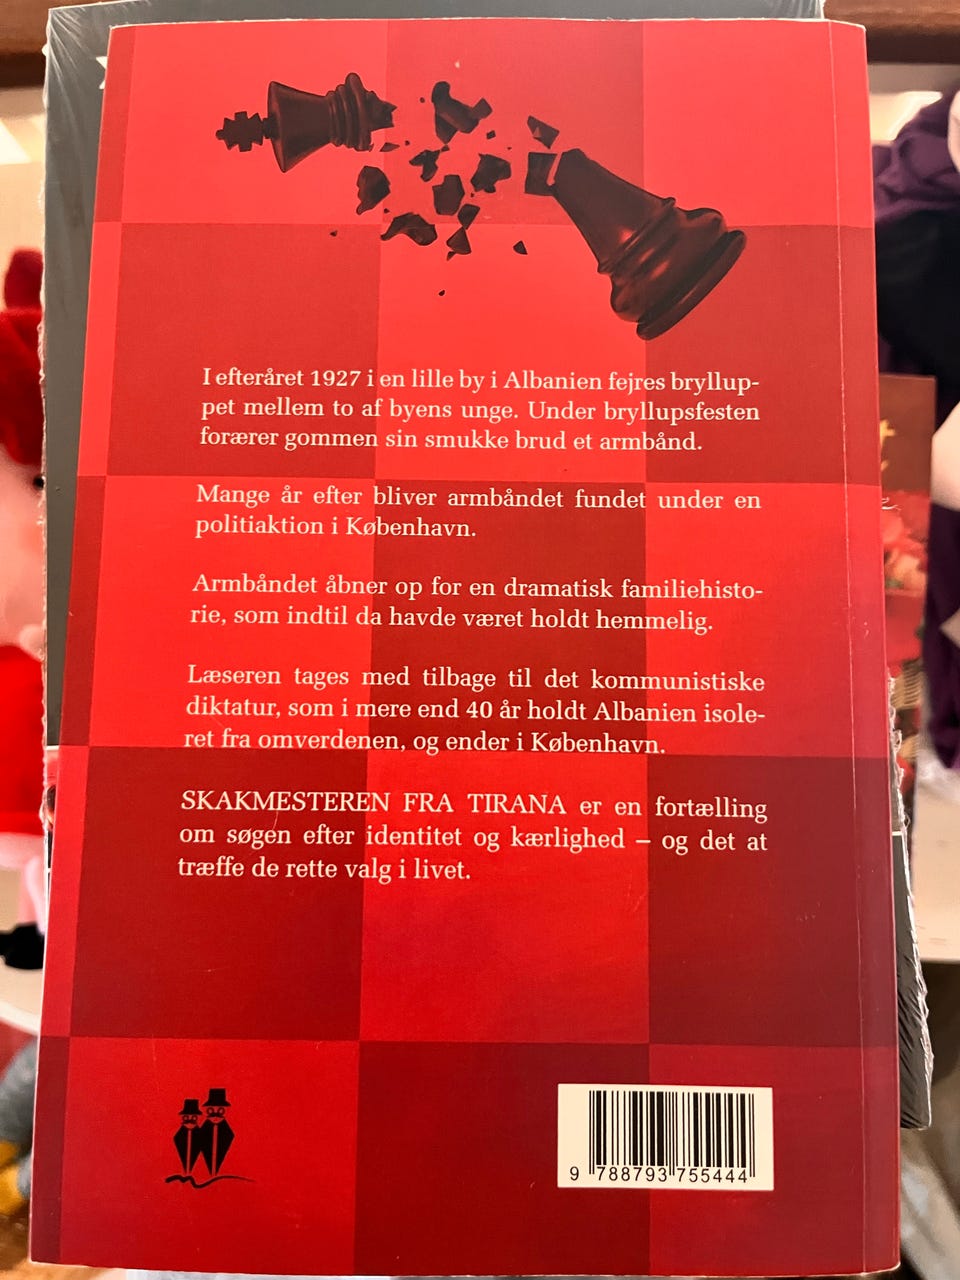 I efteråret 1927 i en lille by i Albanien fejres bryllup-
pet mellem to af byens unge. Under bryllupsfesten
forærer gommen sin smukke brud et armbånd.
Mange år efter bliver armbåndet fundet under en
politiaktion i København.
Armbåndet åbner op for en dramatisk familiehisto-
rie, som indtil da havde været holdt hemmelig.
Læseren tages med tilbage til det kommunistiske
diktatur, som i mere end 40 år holdt Albanien isole-
ret fra omverdenen, og ender i København.
SKAKMESTEREN FRA TIRANA er en fortælling
om søgen efter identitet og kærlighed – og det at
træffe de rette valg i livet.
9 788793 755444